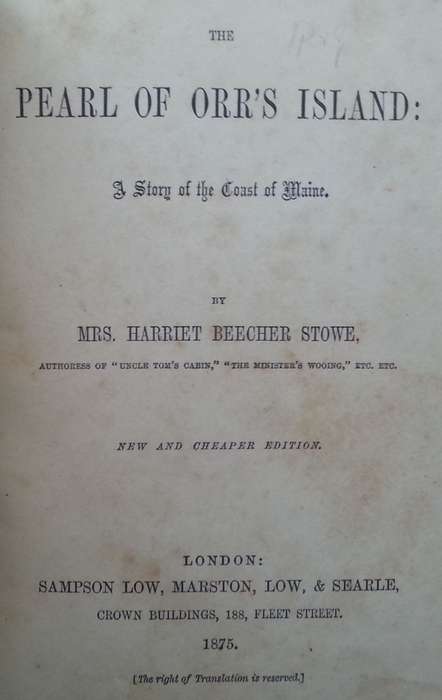 THE
PEARL OF ORR'S ISLAND:
A Story of the Coast of Maine.
BY
MRS. HARRIET BEECHER STOWE,
AUTHORESS OF "UNCLE TOM'S CABIN," "THE MINISTER'S WOOING," ETC. ETC.
NEW AND CHEAPER EDITION.
LONDON:
SAMPSON LOW, MARSTON, LOW, & SEARLE,
CROWN BUILDINGS, 188, FLEET STREET.
1875.
[The right of Translation is reserved.]